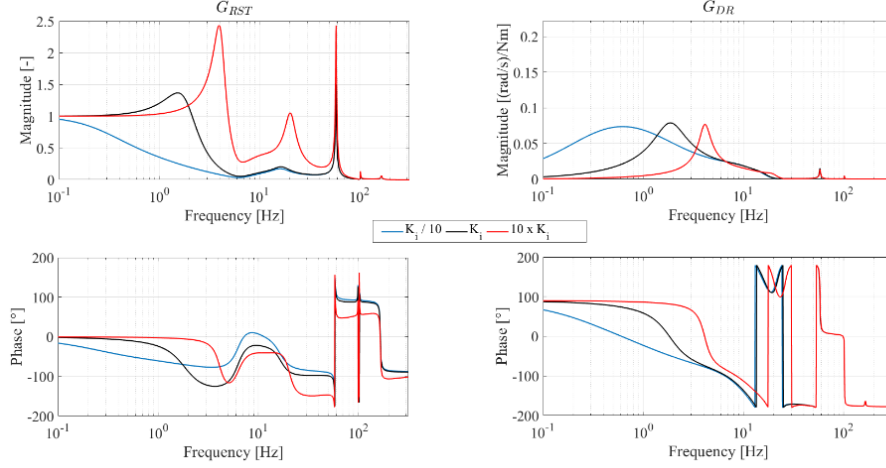 G_RST
G_DR
Magnitude [-]
2.5
2
1.5
1
0.5
0
10^-1
10^0
10^1
10^2
Frequency [Hz]
Magnitude [(rad/s)/Nm]
0.2
0.15
0.1
0.05
0
10^-1
10^0
10^1
10^2
Frequency [Hz]
K_i / 10
K_i
10 x K_i
Phase [°]
200
100
0
-100
-200
10^-1
10^0
10^1
10^2
Frequency [Hz]
Phase [°]
200
100
0
-100
-200
10^-1
10^0
10^1
10^2
Frequency [Hz]